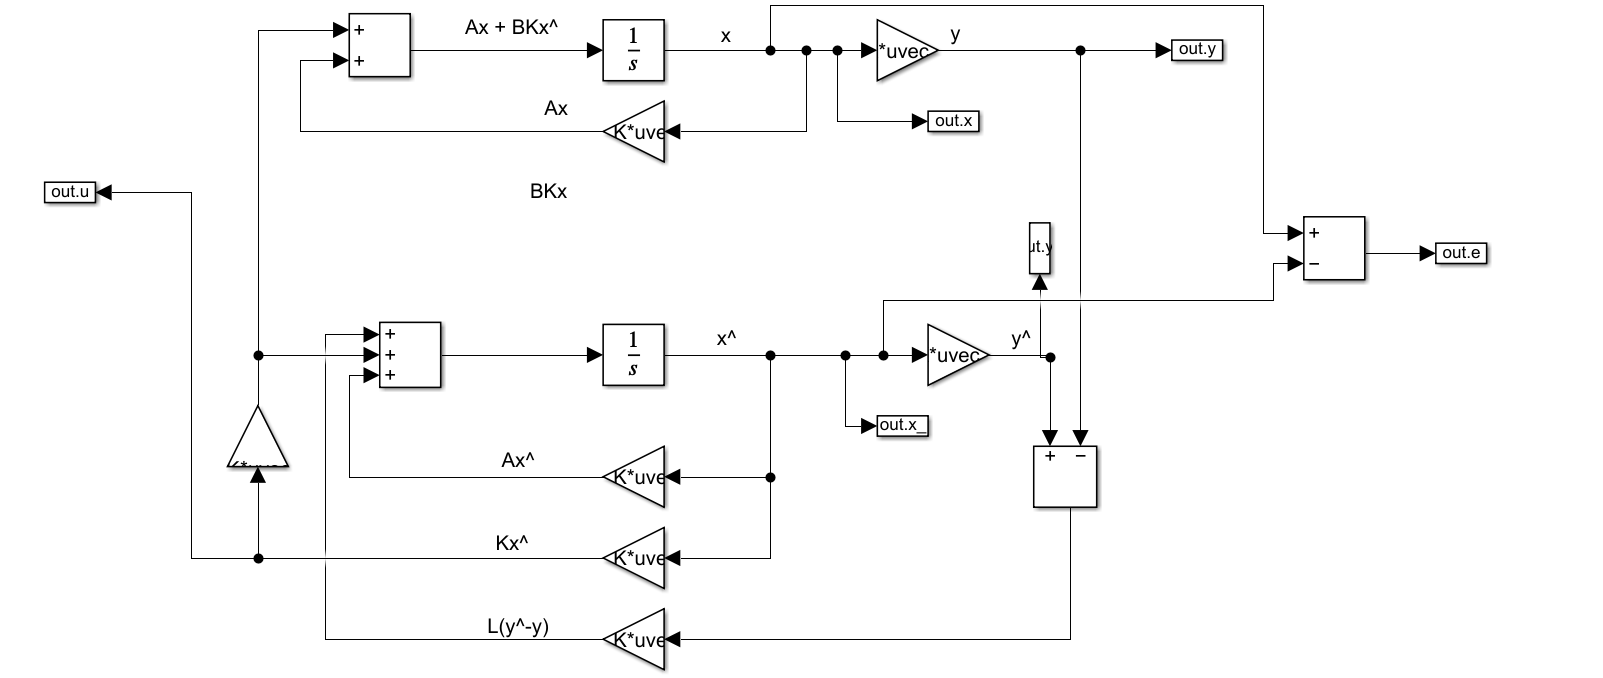 Ax + BKx^
+
+
1
s
x
*uvec
y
out.y
Ax
K*uve
out.x
out.u
BKx
ut.y
+
−
out.e
+
+
+
1
s
x^
*uvec
y^
out.x_
Ax^
K*uve
+ −
Kx^
K*uve
L(y^-y)
K*uve